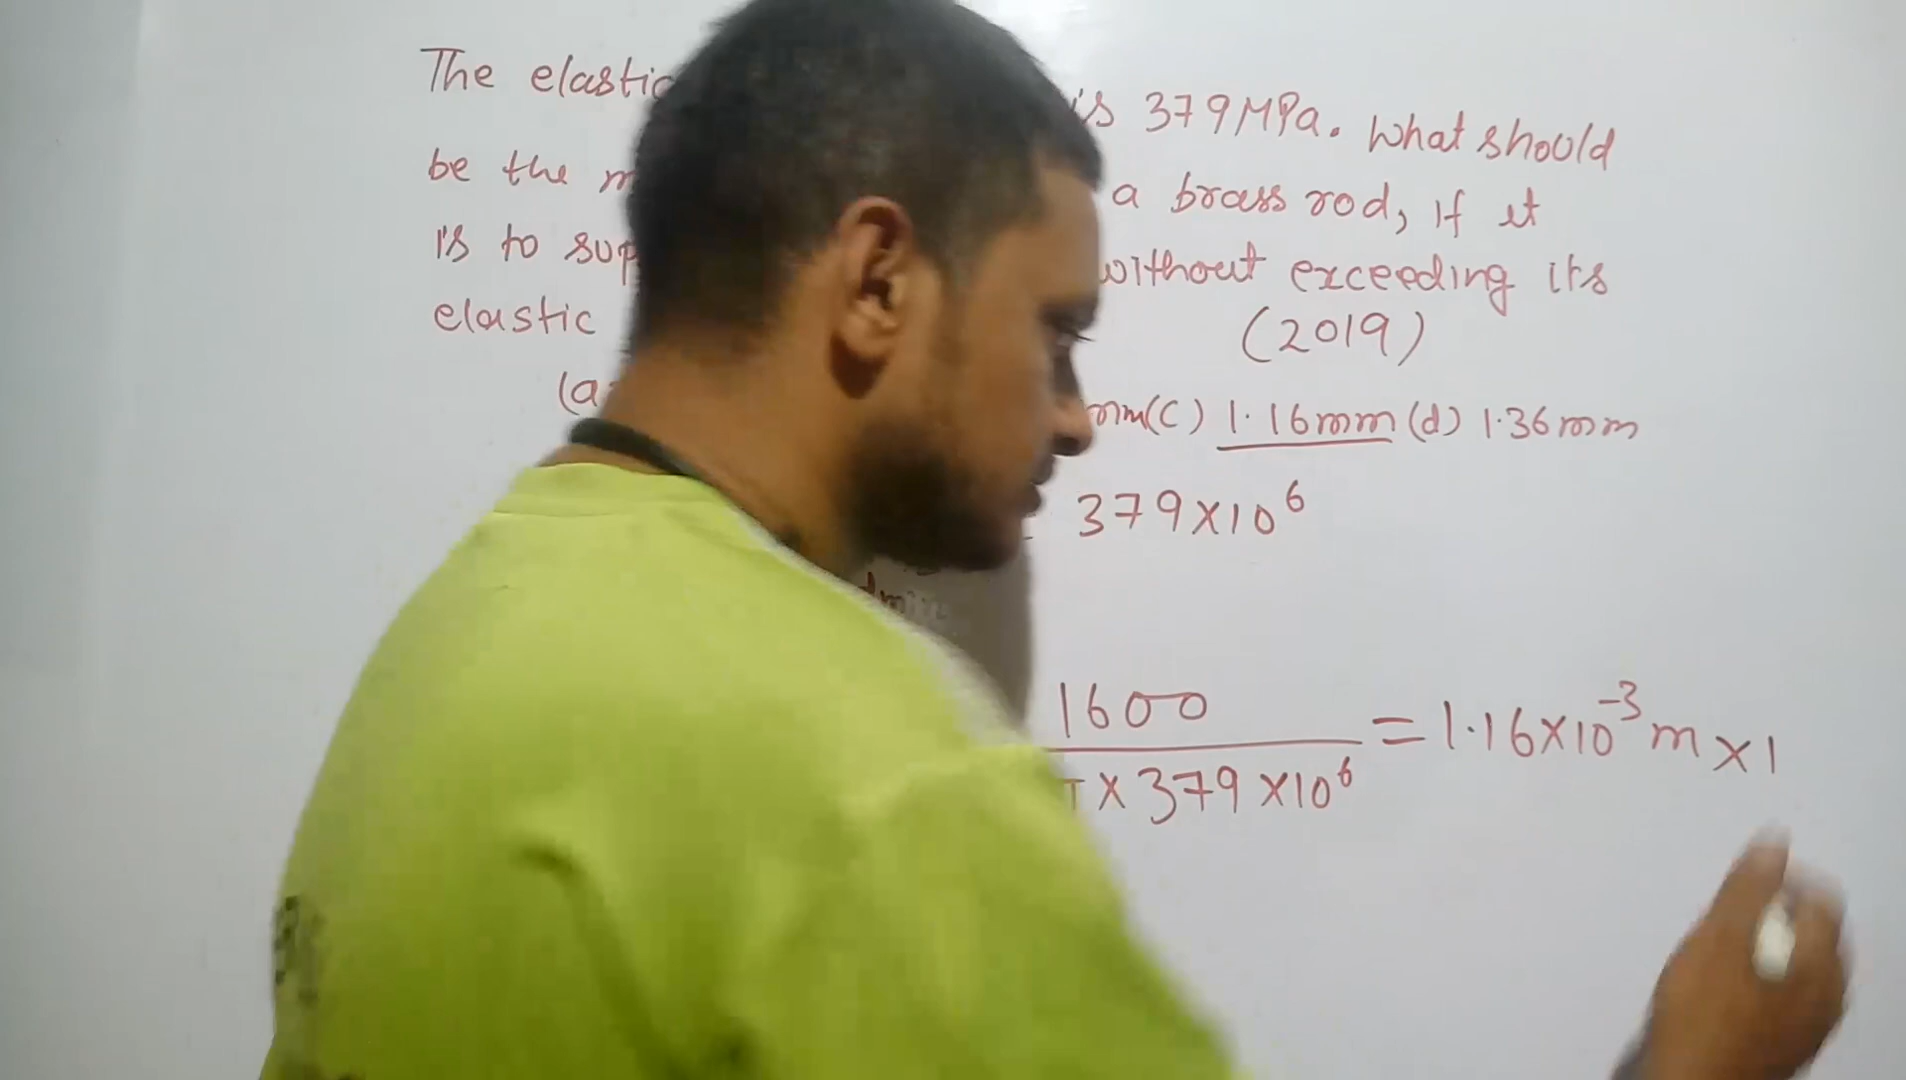 The elastic is 379MPa. What should
be the a brass rod, if it
is to without exceeding its
elastic (2019)
(a mm(c) 1.16mm (d) 1.36mm
379×10⁶
1600
× 379 ×10⁶ = 1.16×10⁻³ m × 1